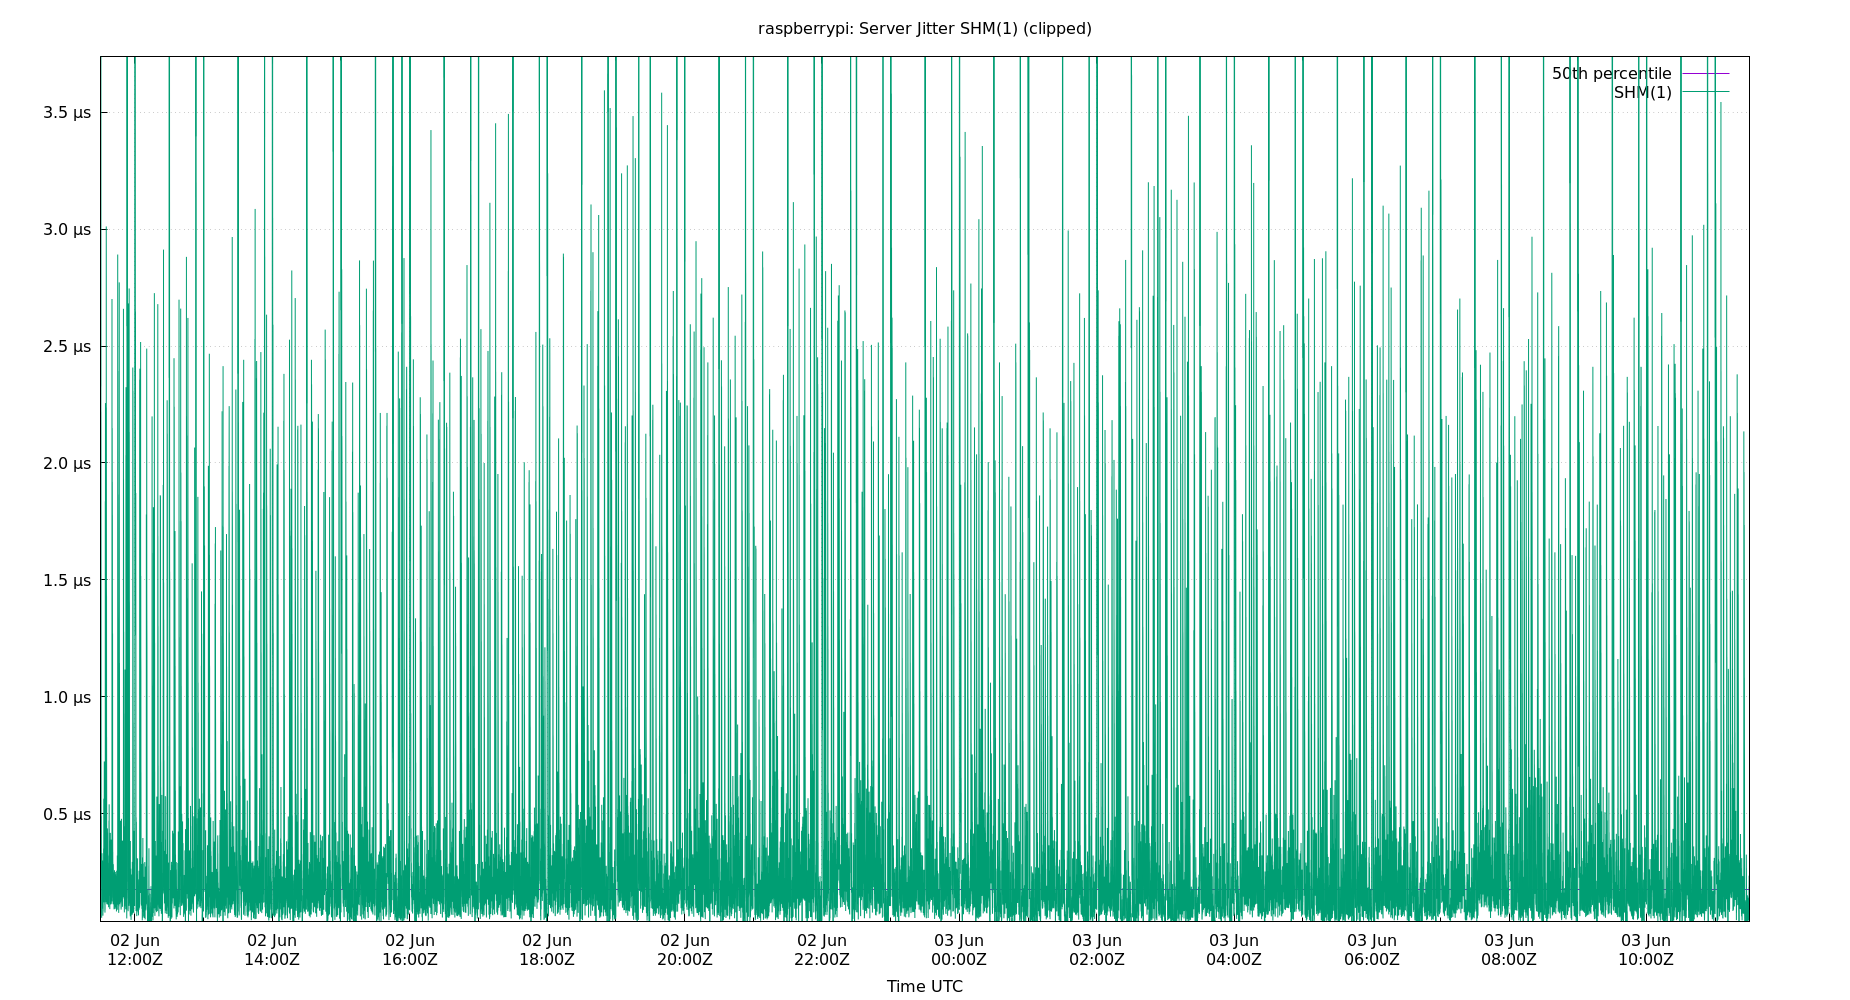 raspberrypi: Server Jitter SHM(1) (clipped)
50th percentile
SHM(1)
3.5 µs
3.0 µs
2.5 µs
2.0 µs
1.5 µs
1.0 µs
0.5 µs
02 Jun 02 Jun 02 Jun 02 Jun 02 Jun 02 Jun 03 Jun 03 Jun 03 Jun 03 Jun 03 Jun 03 Jun
12:00Z 14:00Z 16:00Z 18:00Z 20:00Z 22:00Z 00:00Z 02:00Z 04:00Z 06:00Z 08:00Z 10:00Z
Time UTC